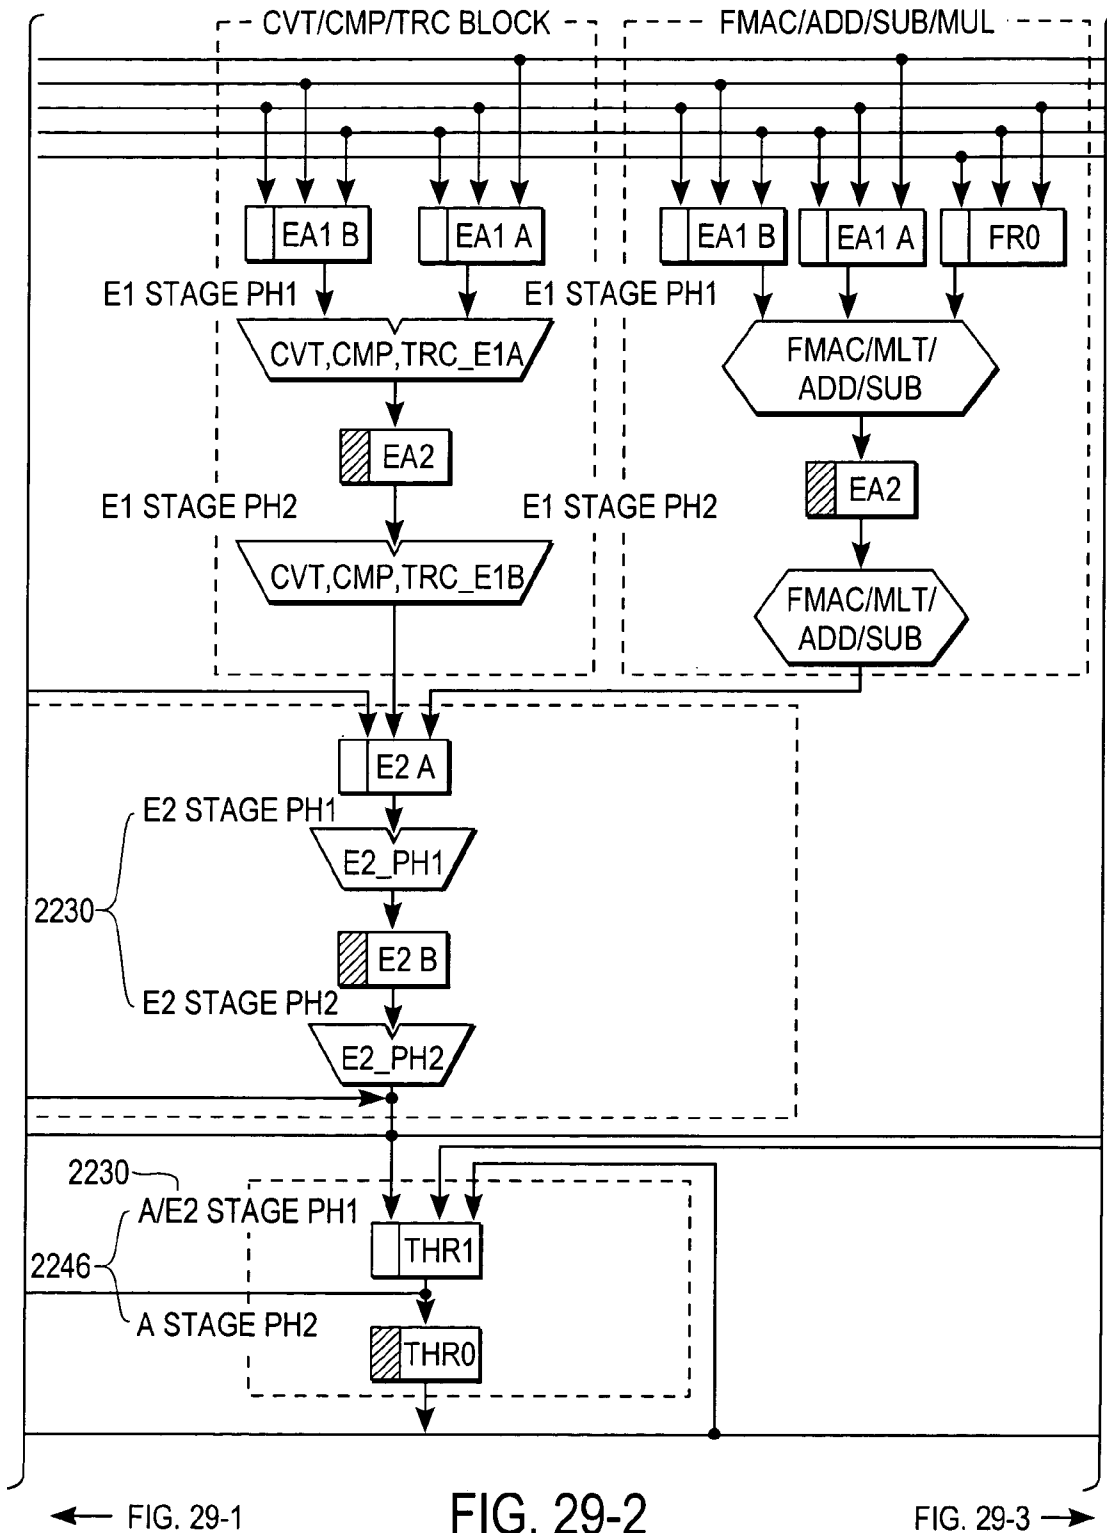 CVT/CMP/TRC BLOCK
FMAC/ADD/SUB/MUL
EA1 B
EA1 A
EA1 B
EA1 A
FR0
E1 STAGE PH1
E1 STAGE PH1
CVT,CMP,TRC_E1A
FMAC/MLT/
ADD/SUB
EA2
EA2
E1 STAGE PH2
E1 STAGE PH2
CVT,CMP,TRC_E1B
FMAC/MLT/
ADD/SUB
E2 A
E2 STAGE PH1
E2_PH1
2230
E2 B
E2 STAGE PH2
E2_PH2
2230
A/E2 STAGE PH1
THR1
2246
A STAGE PH2
THR0
FIG. 29-1
FIG. 29-2
FIG. 29-3